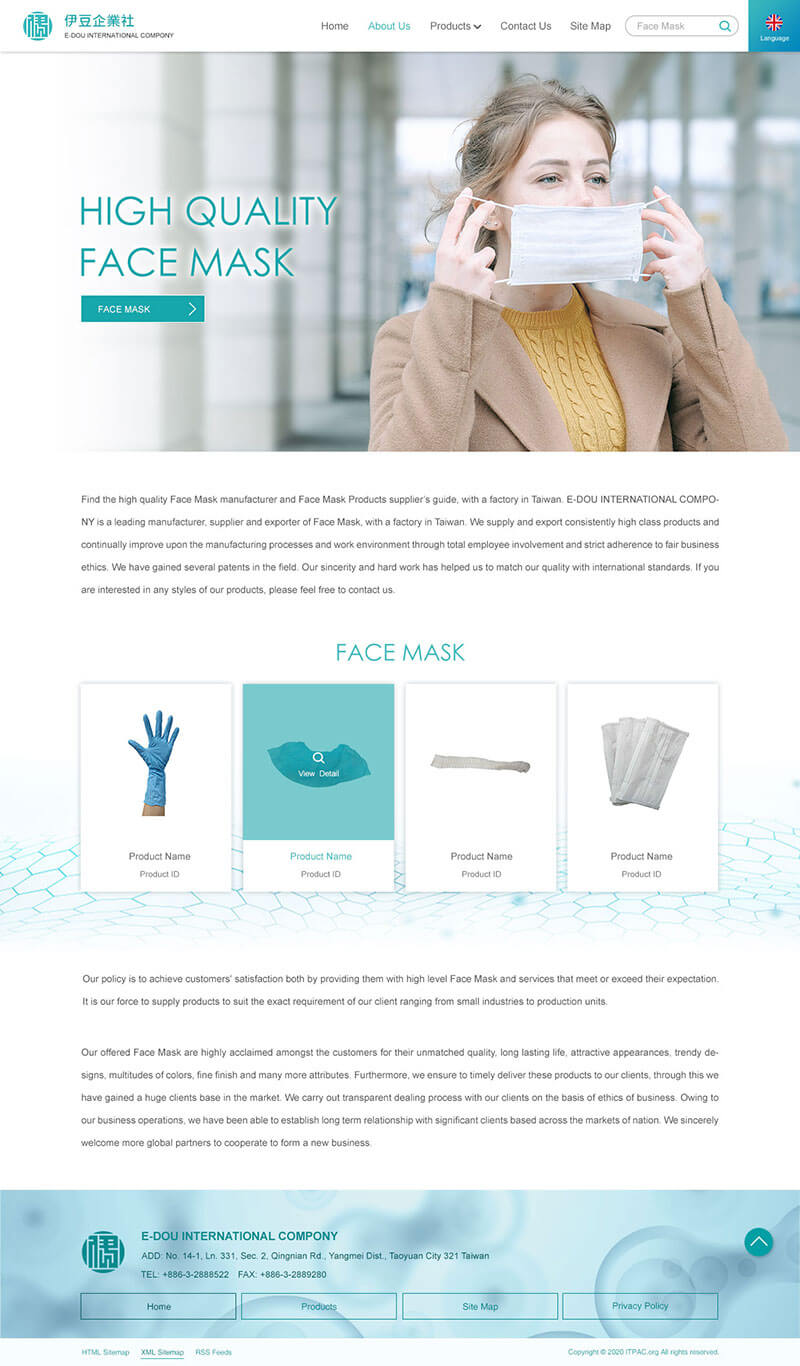 伊豆企業社
E-DOU INTERNATIONAL COMPONY
Home
About Us
Products
Contact Us
Site Map
Face Mask
Language
HIGH QUALITY
FACE MASK
FACE MASK
Find the high quality Face Mask manufacturer and Face Mask Products supplier's guide, with a factory in Taiwan. E-DOU INTERNATIONAL COMPO-
NY is a leading manufacturer, supplier and exporter of Face Mask, with a factory in Taiwan. We supply and export consistently high class products and
continually improve upon the manufacturing processes and work environment through total employee involvement and strict adherence to fair business
ethics. We have gained several patents in the field. Our sincerity and hard work has helped us to match our quality with international standards. If you
are interested in any styles of our products, please feel free to contact us.
FACE MASK
View Detail
Product Name
Product ID
Product Name
Product ID
Product Name
Product ID
Product Name
Product ID
Our policy is to achieve customers' satisfaction both by providing them with high level Face Mask and services that meet or exceed their expectation.
It is our force to supply products to suit the exact requirement of our client ranging from small industries to production units.
Our offered Face Mask are highly acclaimed amongst the customers for their unmatched quality, long lasting life, attractive appearances, trendy de-
signs, multitudes of colors, fine finish and many more attributes. Furthermore, we ensure to timely deliver these products to our clients, through this we
have gained a huge clients base in the market. We carry out transparent dealing process with our clients on the basis of ethics of business. Owing to
our business operations, we have been able to establish long term relationship with significant clients based across the markets of nation. We sincerely
welcome more global partners to cooperate to form a new business.
E-DOU INTERNATIONAL COMPONY
ADD: No. 14-1, Ln. 331, Sec. 2, Qingnian Rd., Yangmei Dist., Taoyuan City 321 Taiwan
TEL: +886-3-2888522 FAX: +886-3-2889280
Home
Products
Site Map
Privacy Policy
HTML Sitemap
XML Sitemap
RSS Feeds
Copyright © 2020 ITPAC.org All rights reserved.